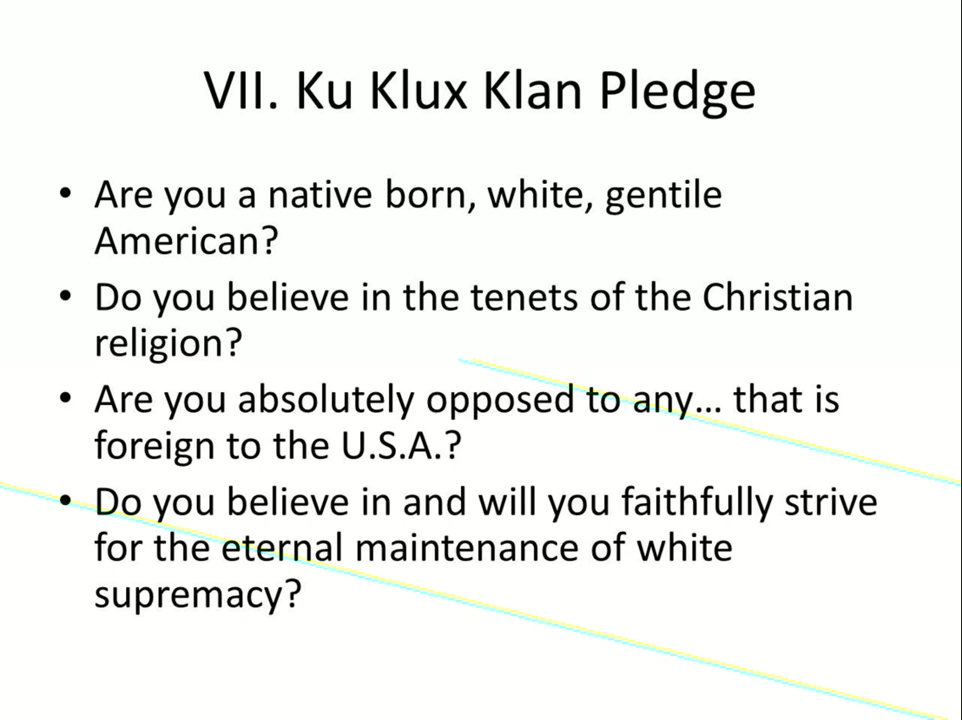 VII. Ku Klux Klan Pledge
• Are you a native born, white, gentile
American?
• Do you believe in the tenets of the Christian
religion?
• Are you absolutely opposed to any… that is
foreign to the U.S.A.?
• Do you believe in and will you faithfully strive
for the eternal maintenance of white
supremacy?